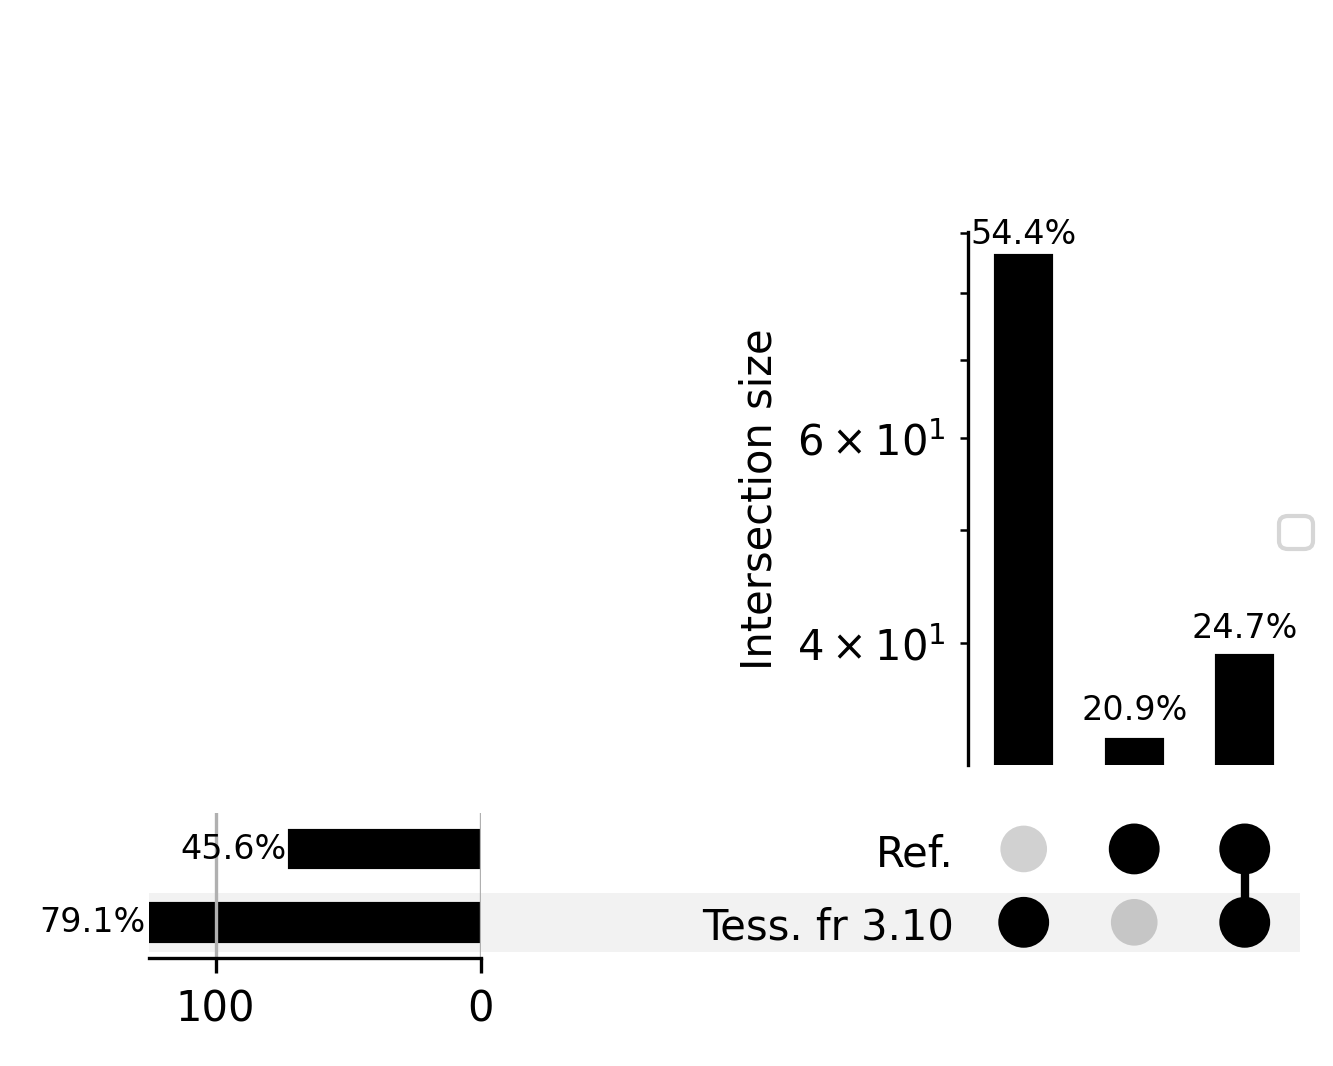 54.4%
Intersection size
6 × 10¹
4 × 10¹
24.7%
20.9%
45.6%
Ref.
79.1%
Tess. fr 3.10
100
0